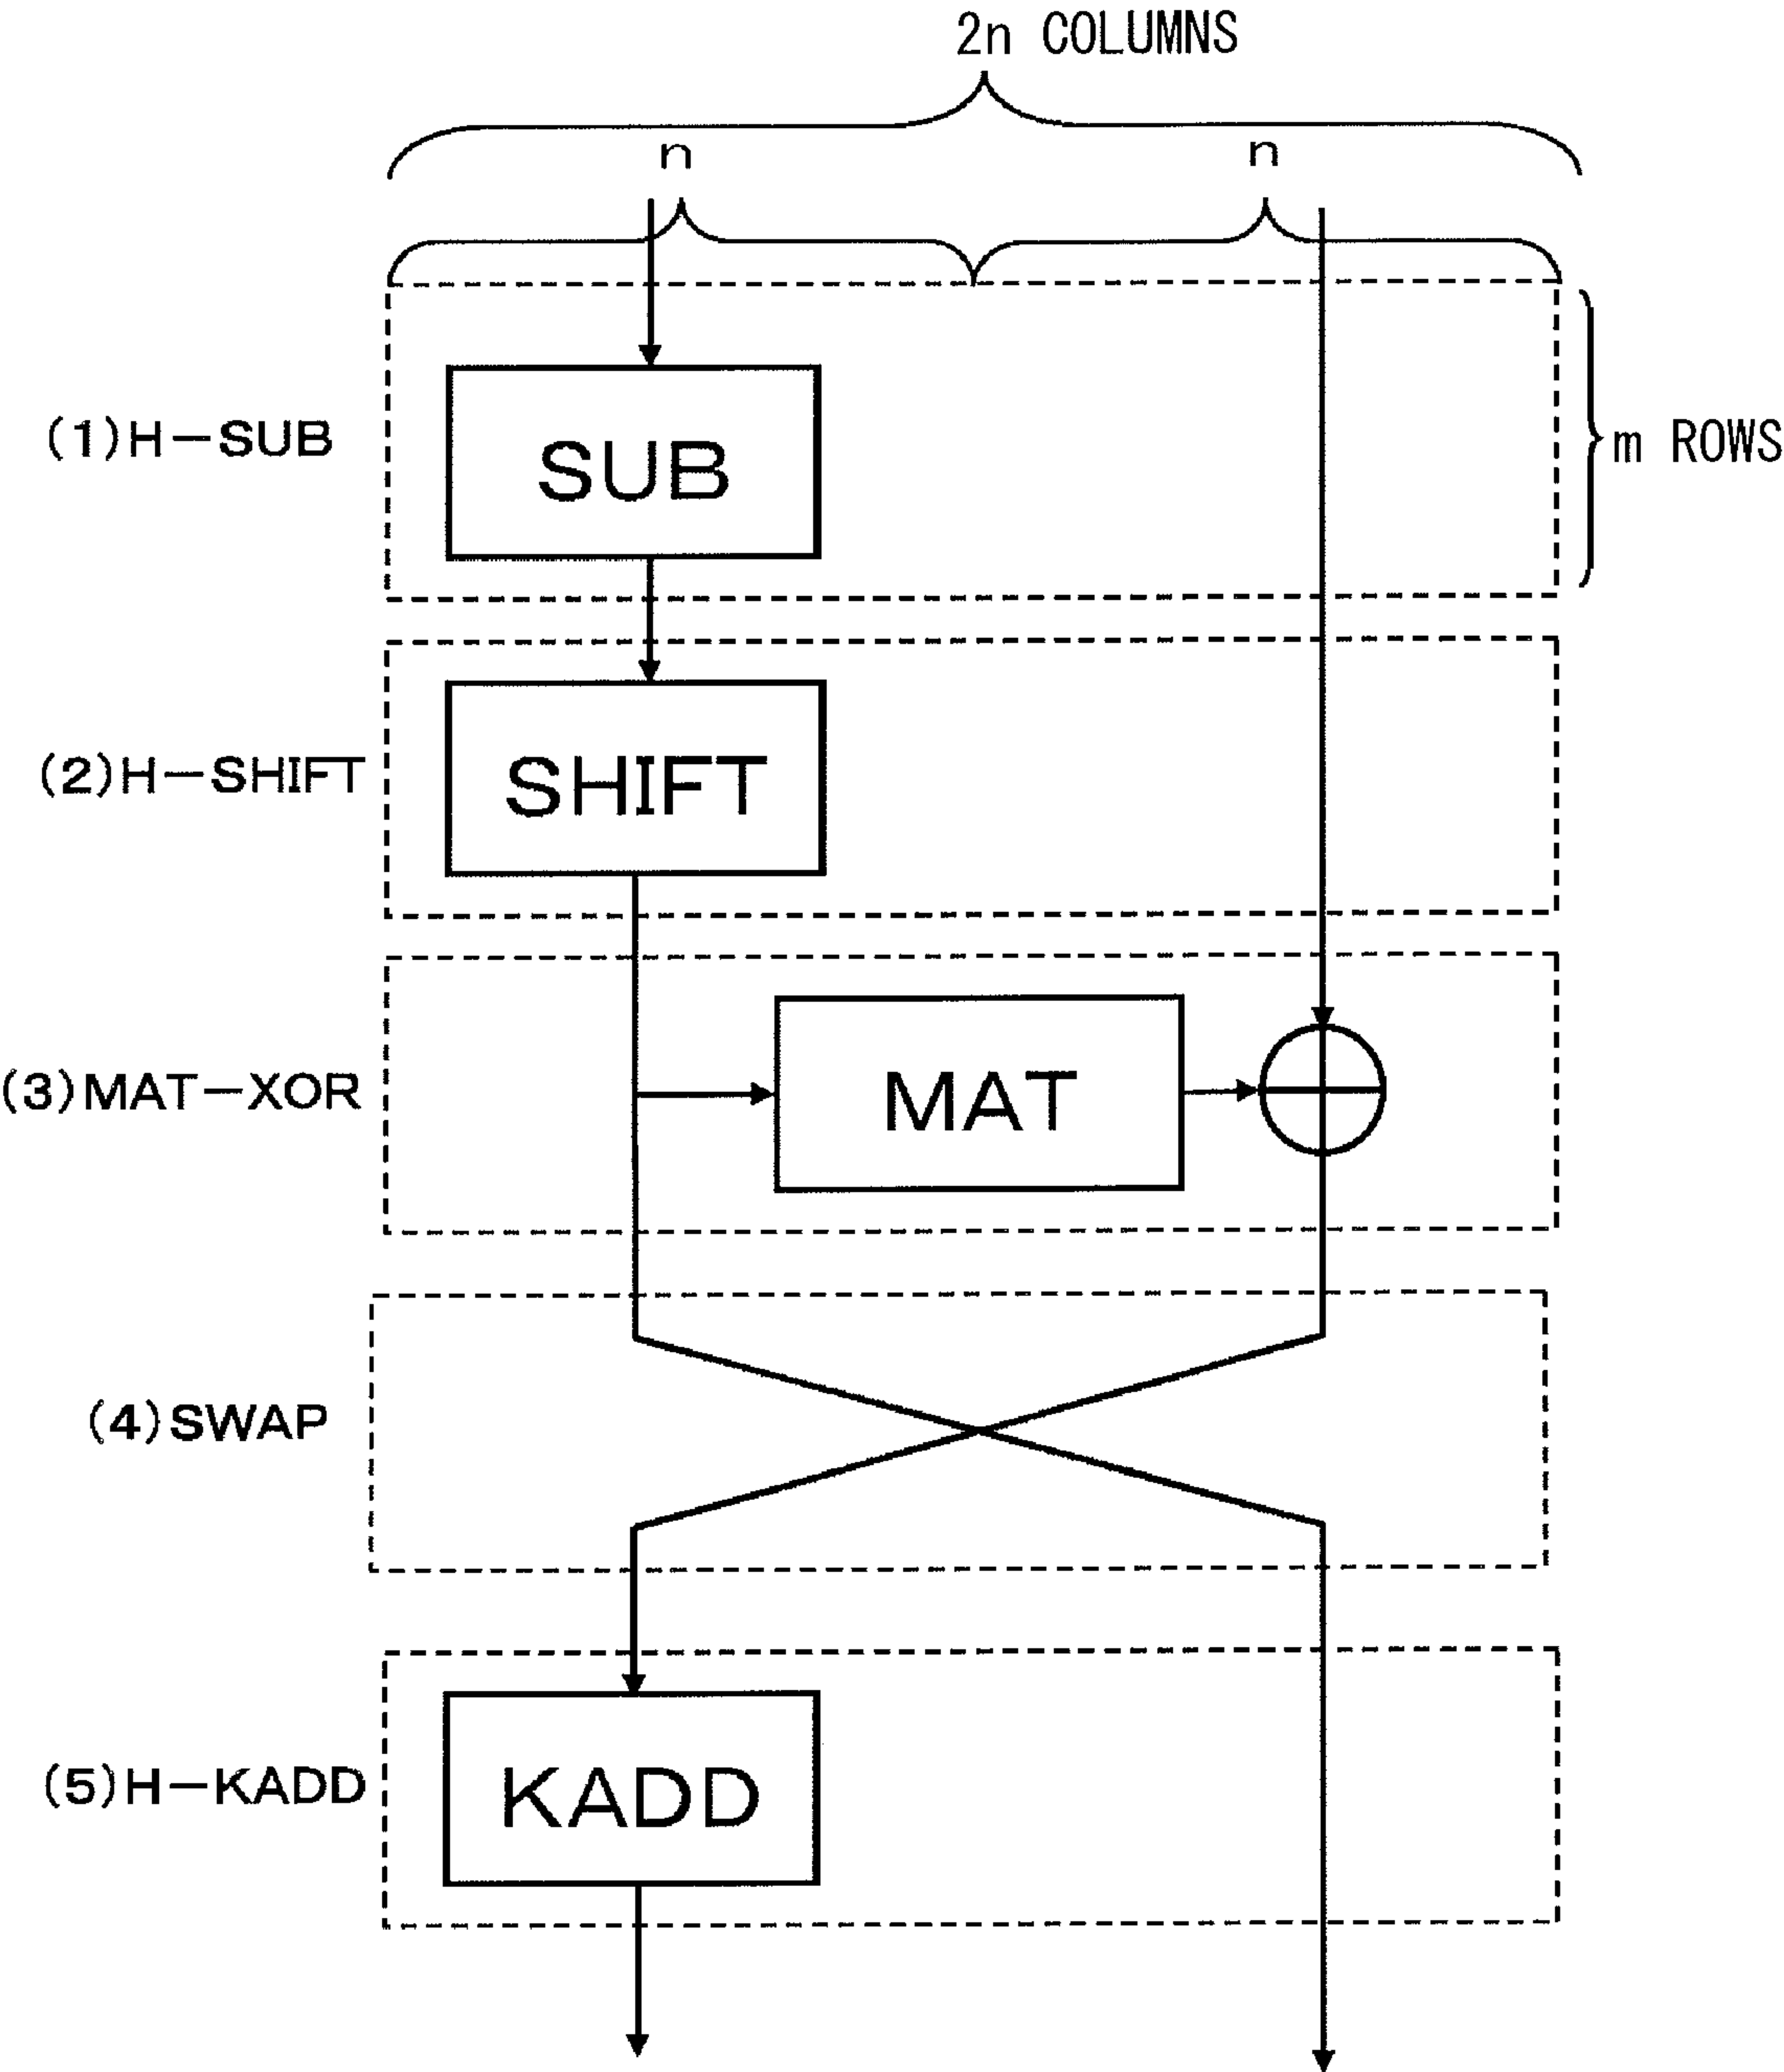 2n COLUMNS
n n
(1)H-SUB
SUB
m ROWS
(2)H-SHIFT
SHIFT
(3)MAT-XOR
MAT
(4)SWAP
(5)H-KADD
KADD